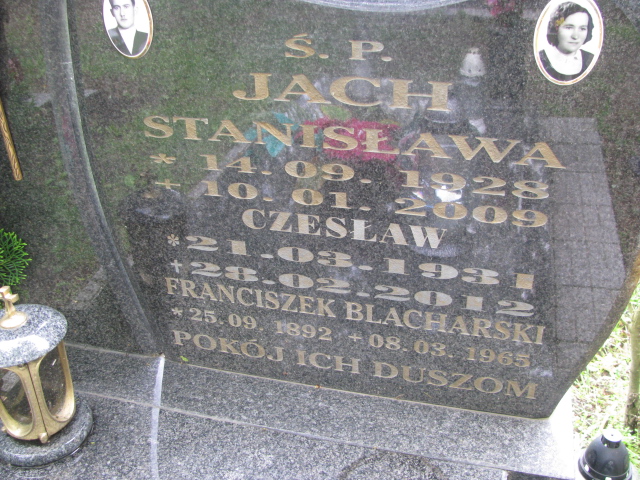 Ś. P.
JACH
STANISŁAWA
* 14.09. 1928
+ 10.01. 2009
CZESŁAW
* 21.03.1931
+ 28.02.2012
FRANCISZEK BLACHARSKI
* 25.09. 1892 + 08.03. 1965
POKÓJ ICH DUSZOM